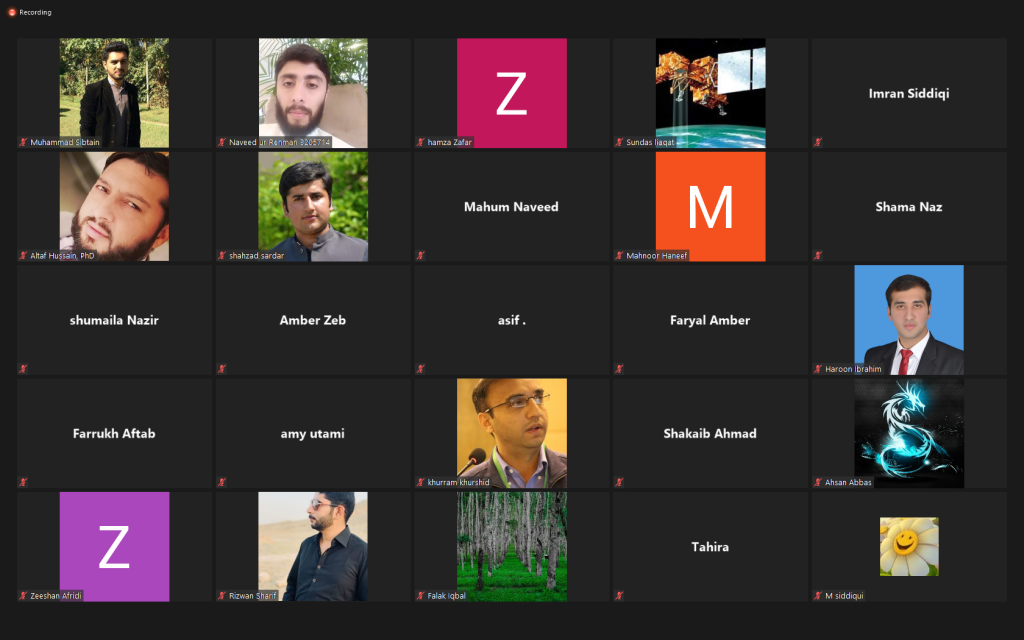 Recording
Muhammad Sibtain
Naveed ur Rehman 3205714
Z
hamza Zafar
Sundas liaqat
Imran Siddiqi
Altaf Hussain, PhD
shahzad sardar
Mahum Naveed
M
Mahnoor Haneef
Shama Naz
shumaila Nazir
Amber Zeb
asif .
Faryal Amber
Haroon Ibrahim
Farrukh Aftab
amy utami
khurram khurshid
Shakaib Ahmad
Ahsan Abbas
Z
Zeeshan Afridi
Rizwan Sharif
Falak Iqbal
Tahira
M siddiqui